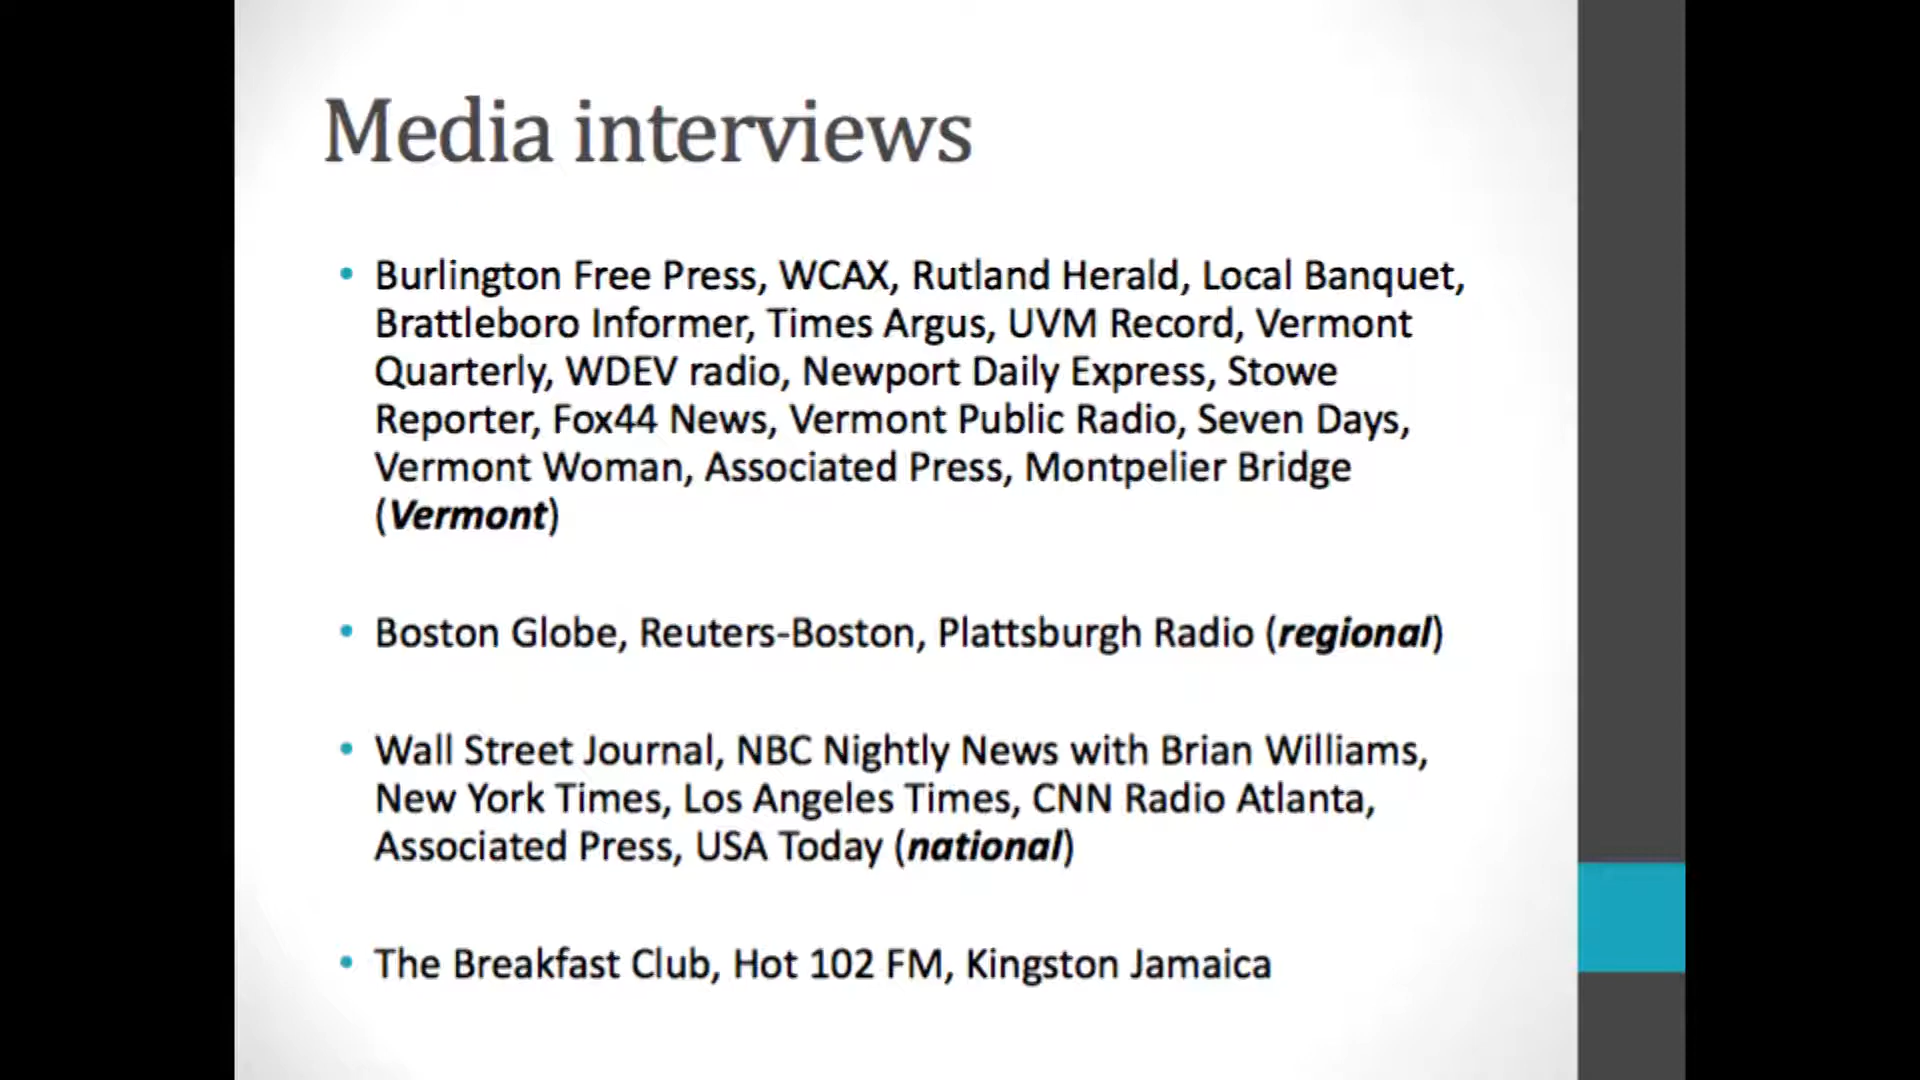 Media interviews
• Burlington Free Press, WCAX, Rutland Herald, Local Banquet,
Brattleboro Informer, Times Argus, UVM Record, Vermont
Quarterly, WDEV radio, Newport Daily Express, Stowe
Reporter, Fox44 News, Vermont Public Radio, Seven Days,
Vermont Woman, Associated Press, Montpelier Bridge
(Vermont)
• Boston Globe, Reuters-Boston, Plattsburgh Radio (regional)
• Wall Street Journal, NBC Nightly News with Brian Williams,
New York Times, Los Angeles Times, CNN Radio Atlanta,
Associated Press, USA Today (national)
• The Breakfast Club, Hot 102 FM, Kingston Jamaica